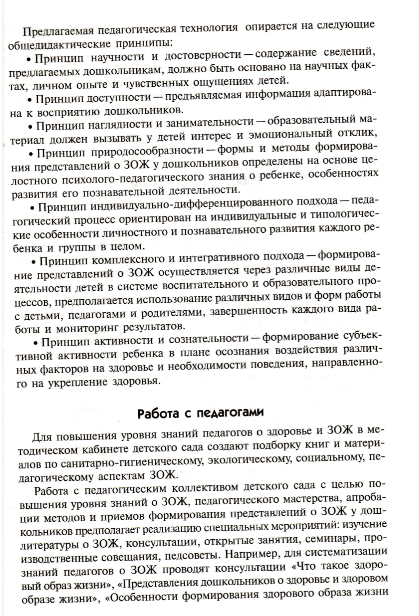 Предлагаемая педагогическая технология опирается на следующие
общедидактические принципы:
• Принцип научности и достоверности — содержание сведений,
предлагаемых дошкольникам, должно быть основано на научных фак-
тах, личном опыте и чувственных ощущениях детей.
• Принцип доступности — предъявляемая информация адаптирова-
на к восприятию дошкольников.
• Принцип наглядности и занимательности — образовательный ма-
териал должен вызывать у детей интерес и эмоциональный отклик,
• Принцип природосообразности — формы и методы формирова-
ния представлений о ЗОЖ у дошкольников определены на основе це-
лостного психолого-педагогического знания о ребенке, особенностях
развития его познавательной деятельности.
• Принцип индивидуально-дифференцированного подхода — педа-
гогический процесс ориентирован на индивидуальные и типологичес-
кие особенности личностного и познавательного развития каждого ре-
бенка и группы в целом.
• Принцип комплексного и интегративного подхода — формирова-
ние представлений о ЗОЖ осуществляется через различные виды де-
ятельности детей в системе воспитательного и образовательного про-
цессов, предполагается использование различных видов и форм работы
с детьми, педагогами и родителями, завершенность каждого вида ра-
боты и мониторинг результатов.
• Принцип активности и сознательности — формирование субъек-
тивной активности ребенка в плане осознания воздействия различ-
ных факторов на здоровье и необходимости поведения, направленно-
го на укрепление здоровья.
Работа с педагогами
Для повышения уровня знаний педагогов о здоровье и ЗОЖ в ме-
тодическом кабинете детского сада создают подборку книг и матери-
алов по санитарно-гигиеническому, экологическому, социальному, пе-
дагогическому аспектам ЗОЖ.
Работа с педагогическим коллективом детского сада с целью по-
вышения уровня знаний о ЗОЖ, педагогического мастерства, апроба-
ции методов и приемов формирования представлений о ЗОЖ у дош-
кольников предполагает реализацию специальных мероприятий: изучение
литературы о ЗОЖ, консультации, открытые занятия, семинары, про-
изводственные совещания, педсоветы. Например, для систематизации
знаний педагогов о ЗОЖ проводят консультации «Что такое здоро-
вый образ жизни», «Представления дошкольников о здоровье и здоровом
образе жизни», «Особенности формирования здорового образа жизни